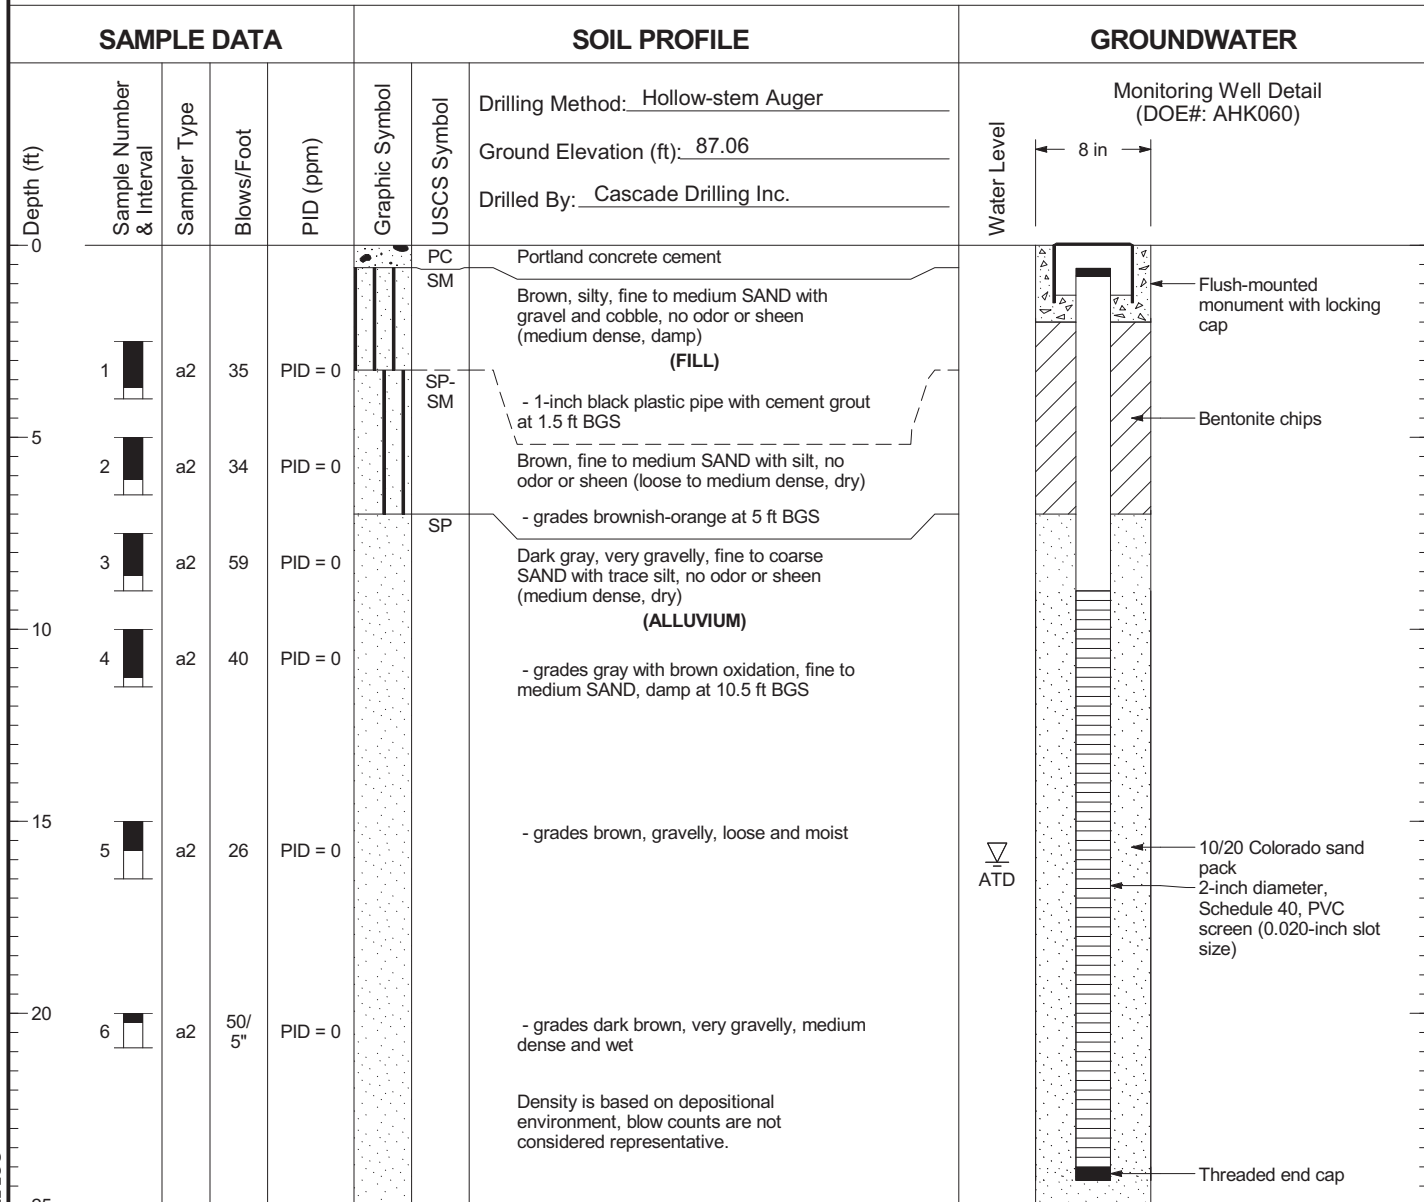 SAMPLE DATA
SOIL PROFILE
GROUNDWATER
Depth (ft)
Sample Number
& Interval
Sampler Type
Blows/Foot
PID (ppm)
Graphic Symbol
USCS Symbol
Drilling Method: Hollow-stem Auger
Ground Elevation (ft): 87.06
Drilled By: Cascade Drilling Inc.
Water Level
Monitoring Well Detail
(DOE#: AHK060)
8 in
0
PC
Portland concrete cement
SM
Brown, silty, fine to medium SAND with
gravel and cobble, no odor or sheen
(medium dense, damp)
(FILL)
Flush-mounted
monument with locking
cap
1 a2 35 PID = 0
SP-
SM
- 1-inch black plastic pipe with cement grout
at 1.5 ft BGS
Bentonite chips
5
2 a2 34 PID = 0
Brown, fine to medium SAND with silt, no
odor or sheen (loose to medium dense, dry)
- grades brownish-orange at 5 ft BGS
SP
3 a2 59 PID = 0
Dark gray, very gravelly, fine to coarse
SAND with trace silt, no odor or sheen
(medium dense, dry)
(ALLUVIUM)
10
4 a2 40 PID = 0
- grades gray with brown oxidation, fine to
medium SAND, damp at 10.5 ft BGS
15
5 a2 26 PID = 0
- grades brown, gravelly, loose and moist
ATD
10/20 Colorado sand
pack
2-inch diameter,
Schedule 40, PVC
screen (0.020-inch slot
size)
20
6 a2 50/
5" PID = 0
- grades dark brown, very gravelly, medium
dense and wet
Density is based on depositional
environment, blow counts are not
considered representative.
Threaded end cap